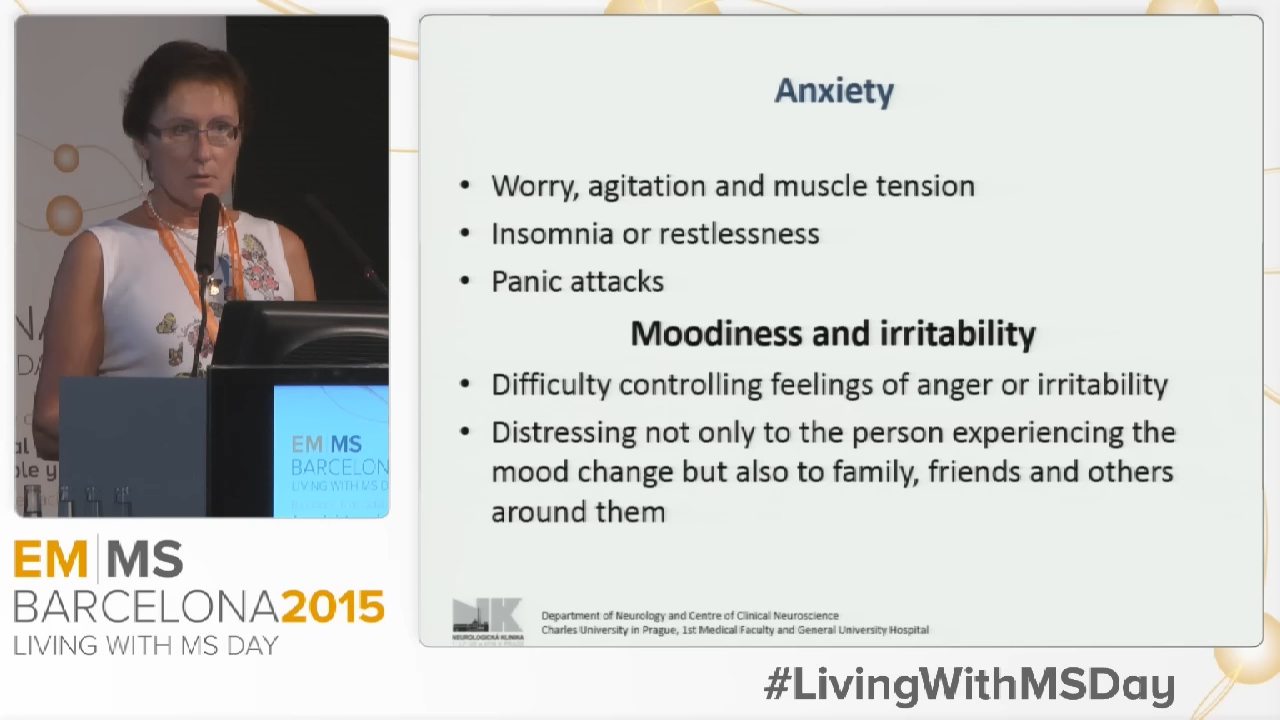 Anxiety
• Worry, agitation and muscle tension
• Insomnia or restlessness
• Panic attacks
Moodiness and irritability
• Difficulty controlling feelings of anger or irritability
• Distressing not only to the person experiencing the
mood change but also to family, friends and others
around them
NK
NEUROLOGICKÁ KLINIKA
Department of Neurology and Centre of Clinical Neuroscience
Charles University in Prague, 1st Medical Faculty and General University Hospital
EM MS
BARCELON
LIVING WITH MS D
EM|MS
BARCELONA2015
LIVING WITH MS DAY
#LivingWithMSDay